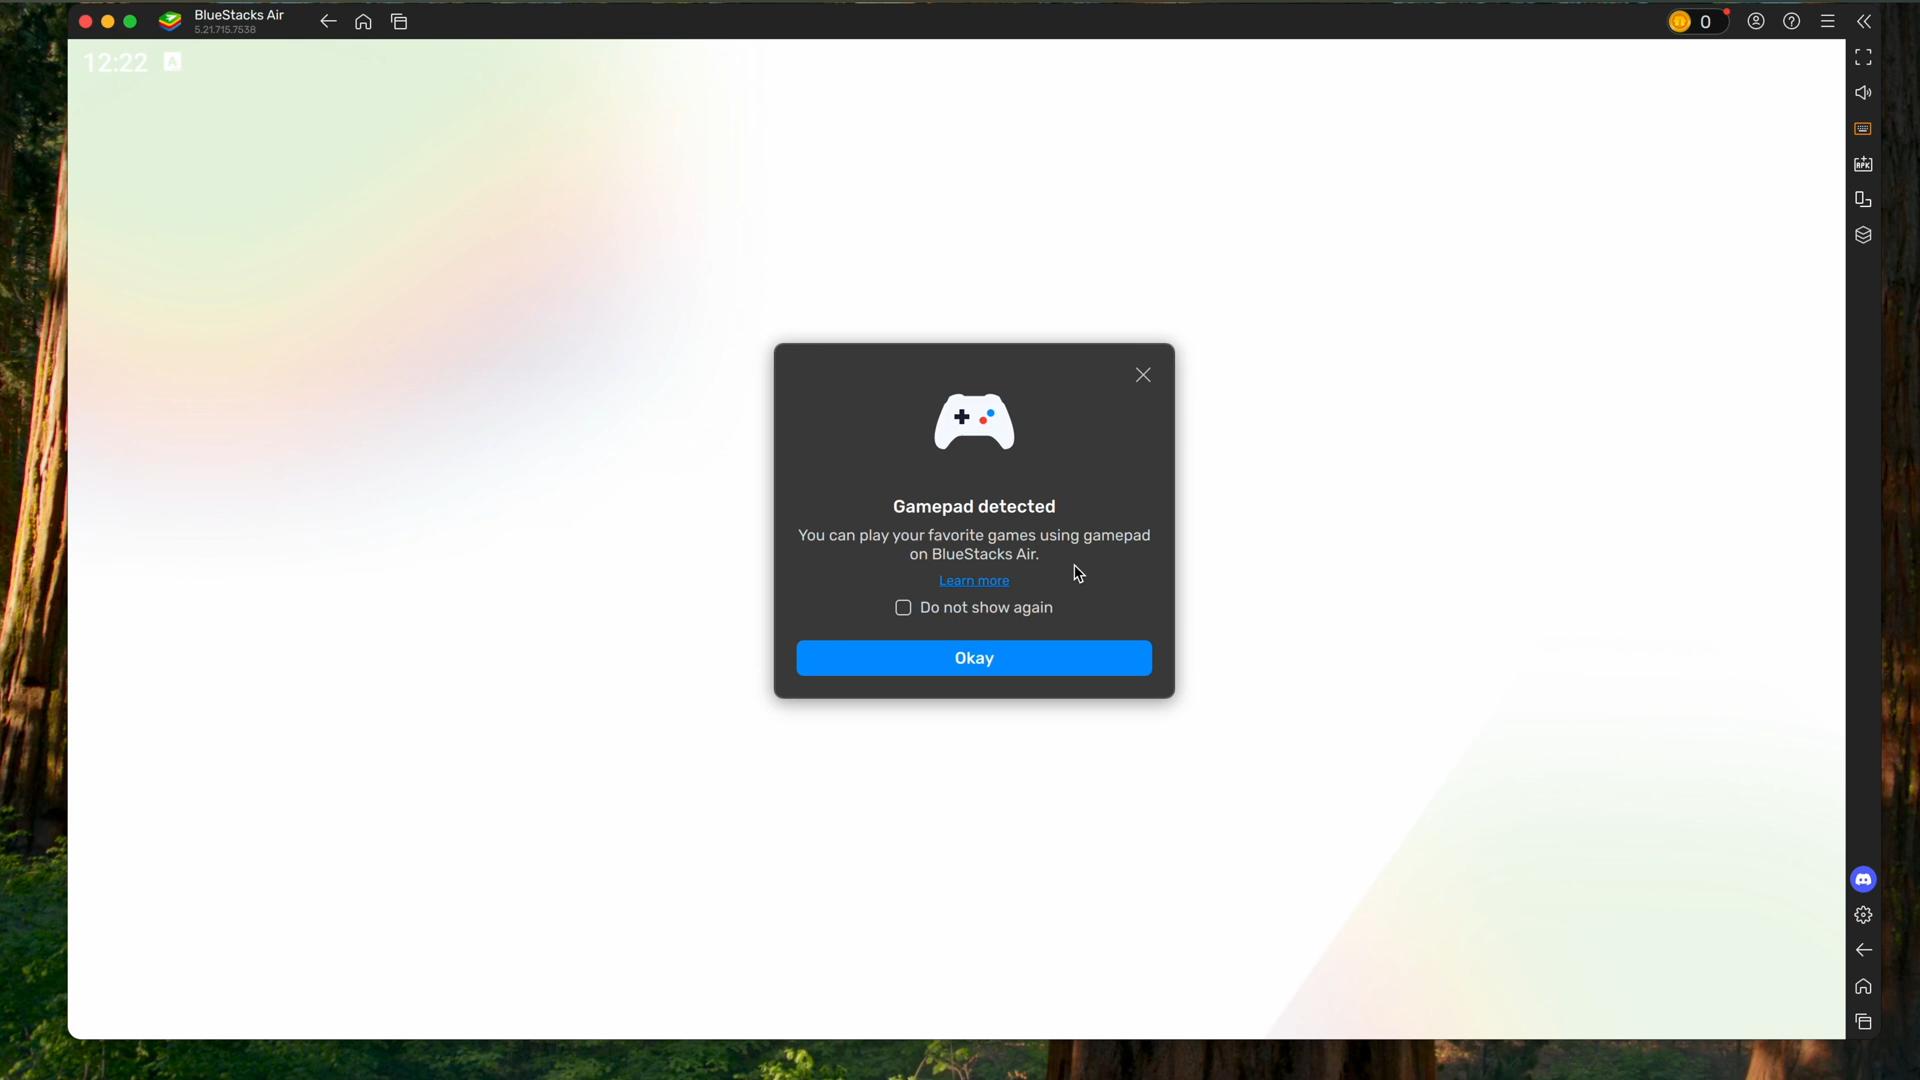 BlueStacks Air
5.21.715.7538
0
12:22 A
APK
Gamepad detected
You can play your favorite games using gamepad
on BlueStacks Air.
Learn more
Do not show again
Okay